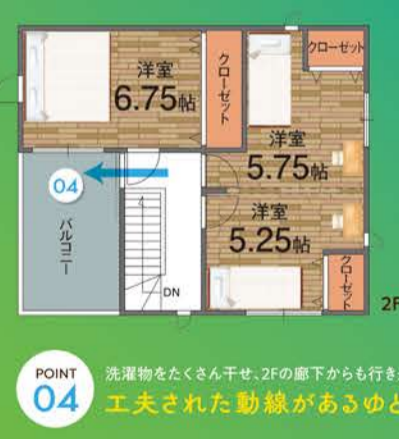 クローゼット
洋室
6.75帖
クローゼット
洋室
5.75帖
04
バルコニー
洋室
5.25帖
クローゼット
DN
2F
POINT
04
洗濯物をたくさん干せ、2Fの廊下からも行き
工夫された動線があるゆと